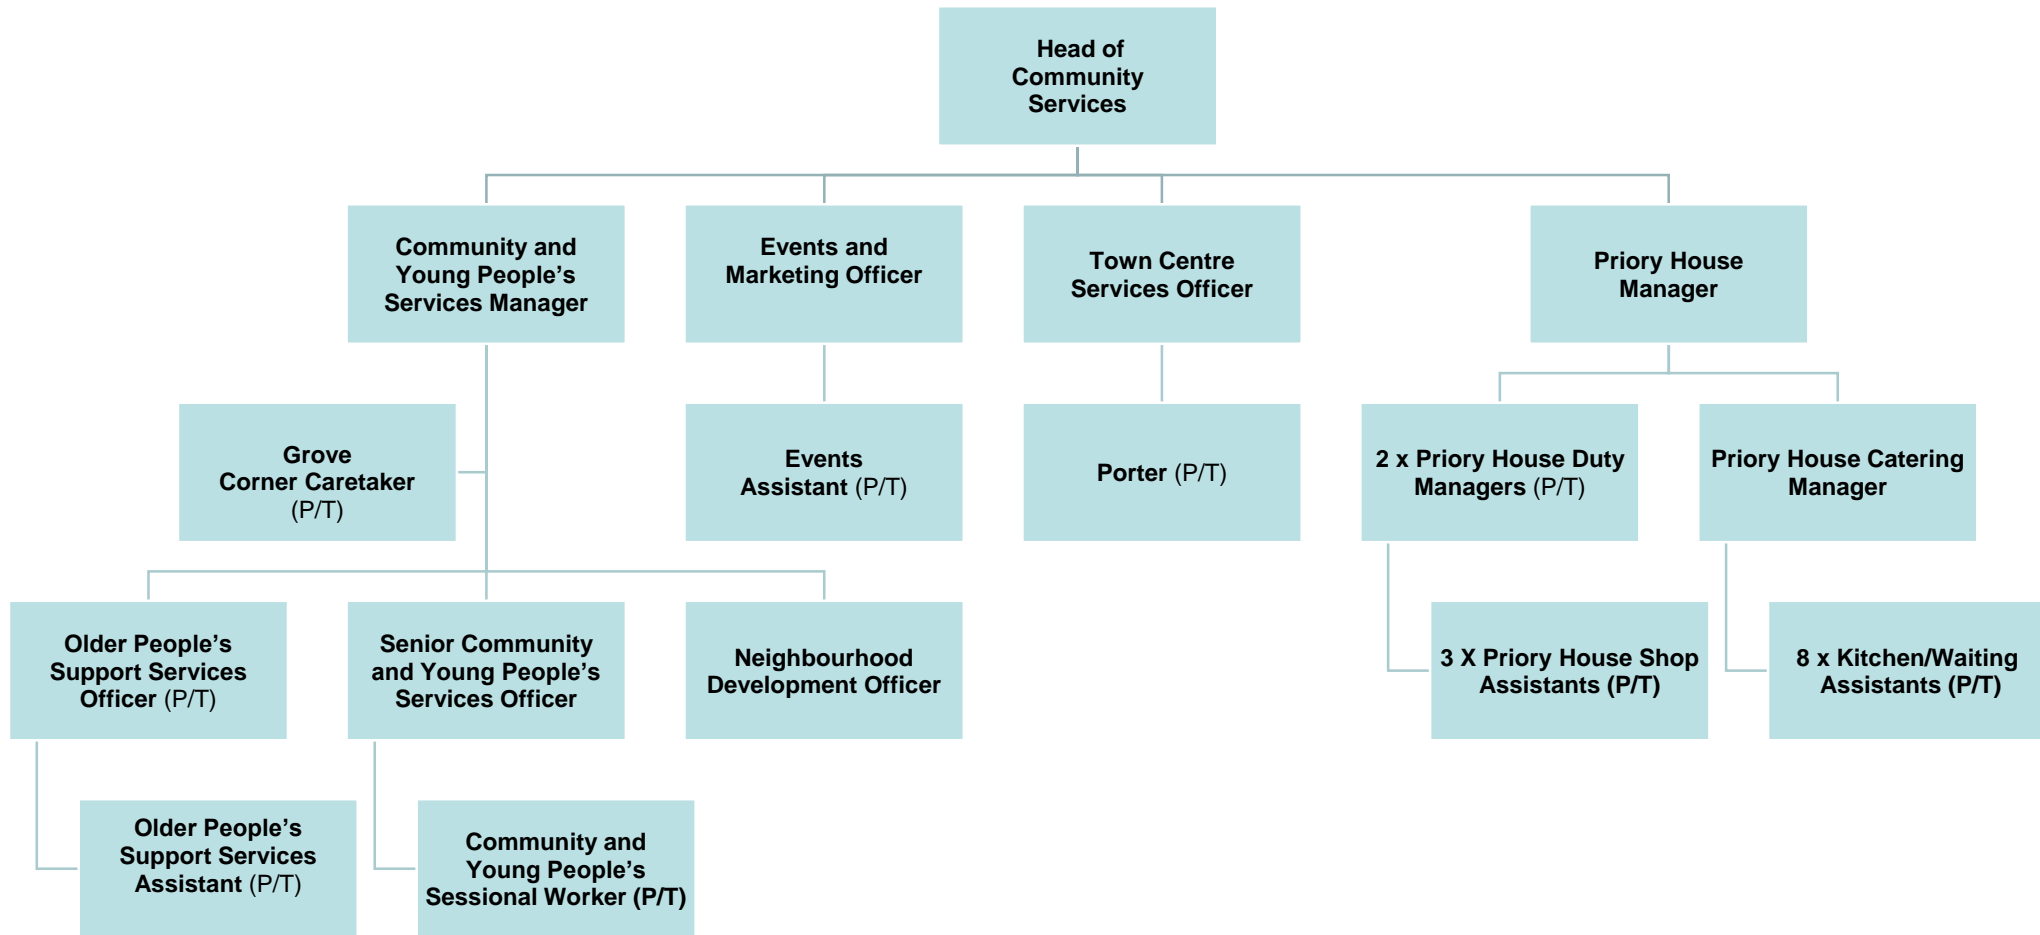 Head of
Community
Services
Community and
Young People’s
Services Manager
Events and
Marketing Officer
Town Centre
Services Officer
Priory House
Manager
Grove
Corner Caretaker
(P/T)
Events
Assistant (P/T)
Porter (P/T)
2 x Priory House Duty
Managers (P/T)
Priory House Catering
Manager
Older People’s
Support Services
Officer (P/T)
Senior Community
and Young People’s
Services Officer
Neighbourhood
Development Officer
3 X Priory House Shop
Assistants (P/T)
8 x Kitchen/Waiting
Assistants (P/T)
Older People’s
Support Services
Assistant (P/T)
Community and
Young People’s
Sessional Worker (P/T)